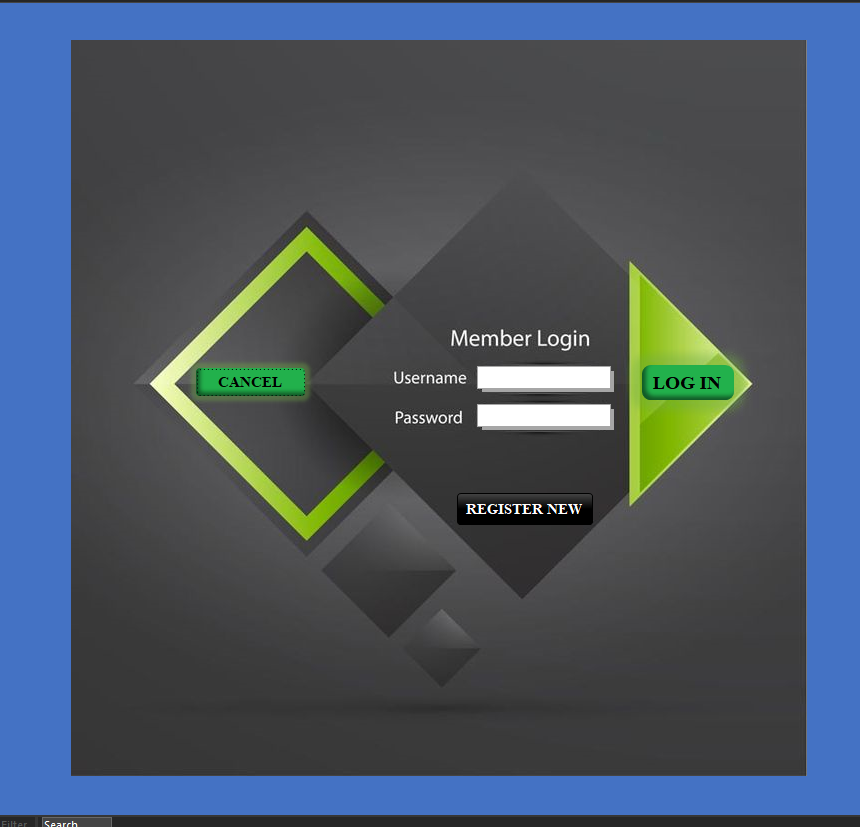 Member Login
Username
CANCEL
LOG IN
Password
REGISTER NEW
Filter
Search